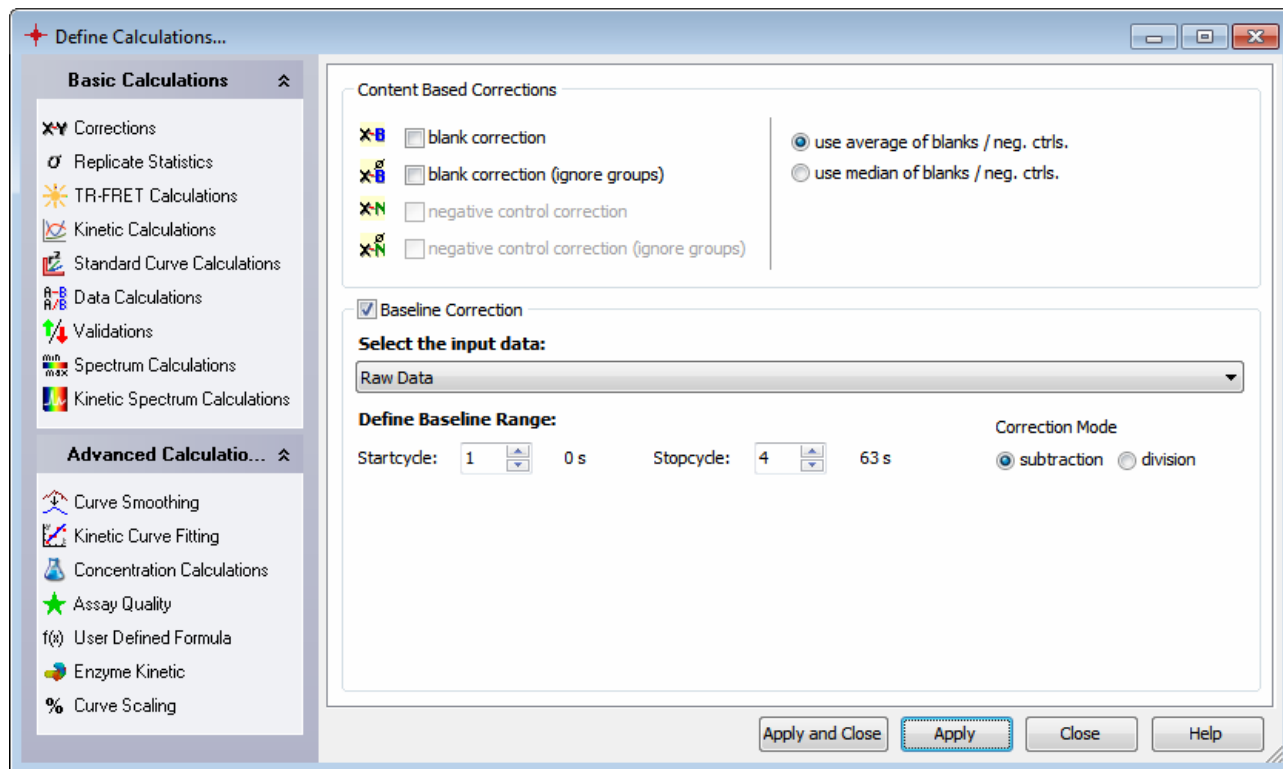 Define Calculations...
Basic Calculations
X-Y Corrections
σ Replicate Statistics
TR-FRET Calculations
Kinetic Calculations
Standard Curve Calculations
A-B A/B Data Calculations
Validations
min max Spectrum Calculations
Kinetic Spectrum Calculations
Advanced Calculatio...
Curve Smoothing
Kinetic Curve Fitting
Concentration Calculations
Assay Quality
f(x) User Defined Formula
Enzyme Kinetic
% Curve Scaling
Content Based Corrections
X-B blank correction
X-B ø blank correction (ignore groups)
X-N negative control correction
X-N ø negative control correction (ignore groups)
use average of blanks / neg. ctrls.
use median of blanks / neg. ctrls.
Baseline Correction
Select the input data:
Raw Data
Define Baseline Range:
Correction Mode
Startcycle: 1 0 s Stopcycle: 4 63 s subtraction division
Apply and Close Apply Close Help